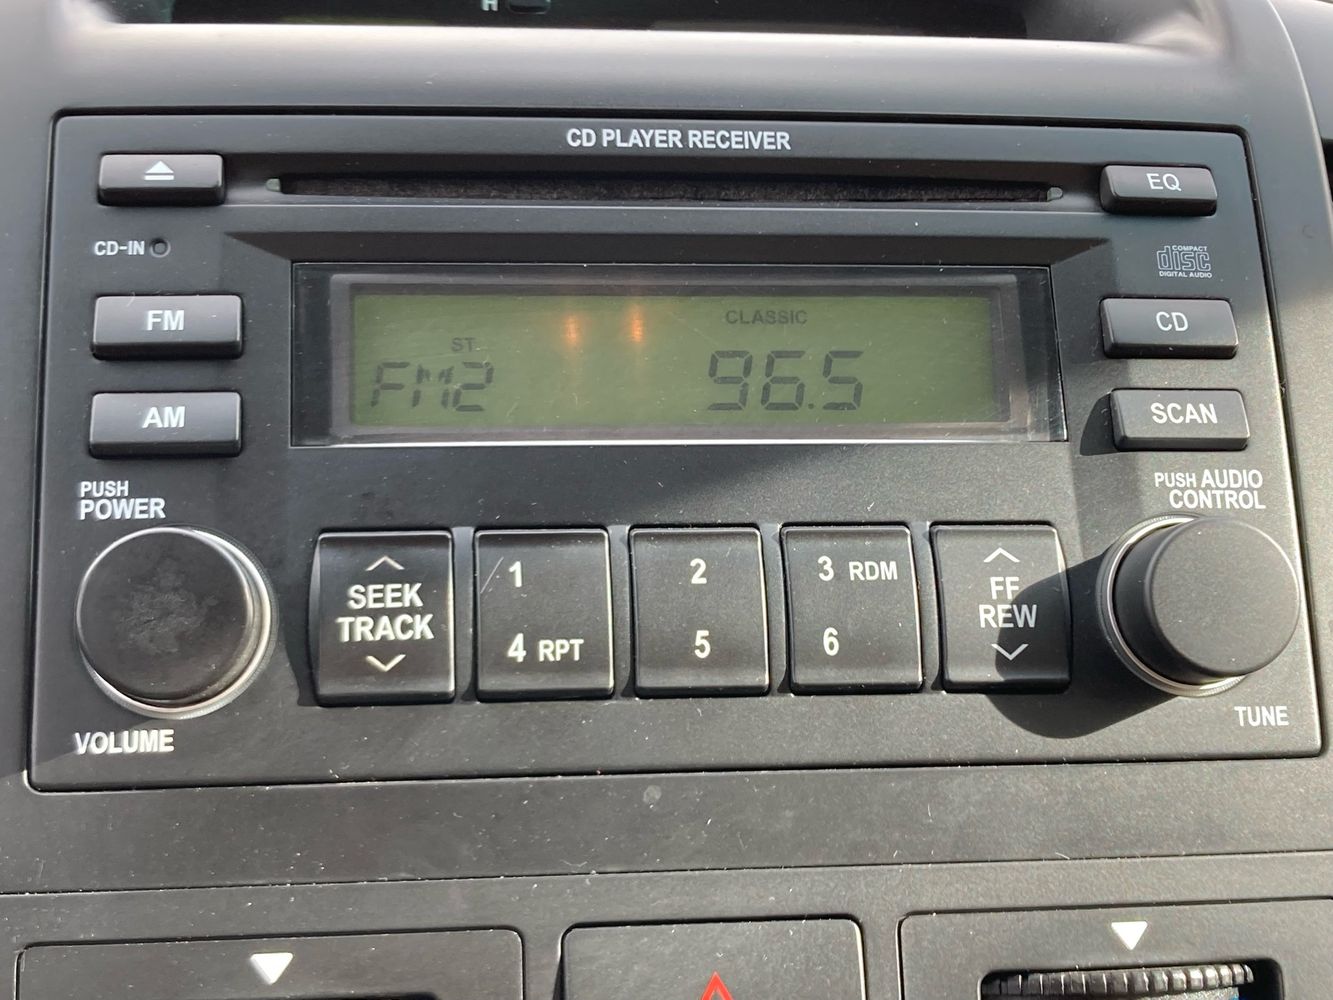 H
CD PLAYER RECEIVER
EQ
CD-IN
COMPACT
disc
DIGITAL AUDIO
FM
CLASSIC
CD
ST
FM2 96.5
AM
SCAN
PUSH
POWER
PUSH AUDIO
CONTROL
SEEK
TRACK
1
4 RPT
2
5
3 RDM
6
FF
REW
VOLUME
TUNE